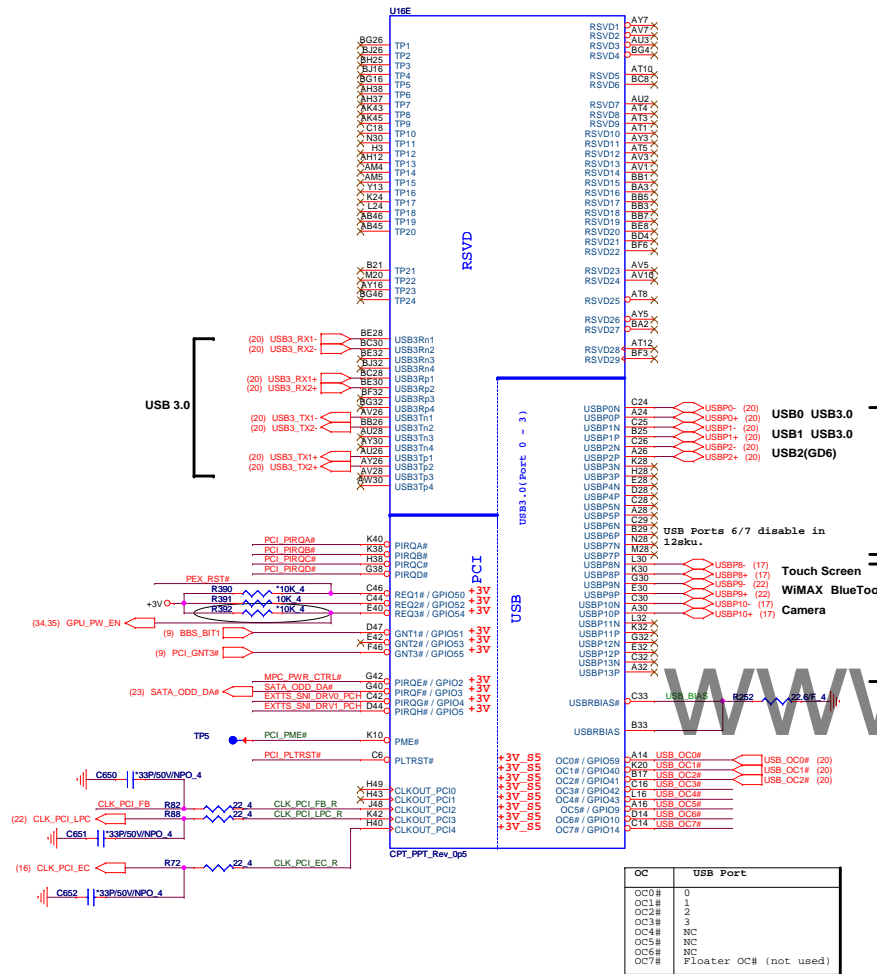 U16E
BG26 TP1
BJ26 TP2
BH25 TP3
BJ16 TP4
BG16 TP5
AH38 TP6
AH37 TP7
AK43 TP8
AK45 TP9
C18 TP10
N30 TP11
H3 TP12
AH12 TP13
AM4 TP14
AM5 TP15
Y13 TP16
K24 TP17
L24 TP18
AB46 TP19
AB45 TP20
B21 TP21
M20 TP22
AY16 TP23
BG46 TP24
RSVD
RSVD1 AY7
RSVD2 AV7
RSVD3 AU3
RSVD4 BG4
RSVD5 AT10
RSVD6 BC8
RSVD7 AU2
RSVD8 AT4
RSVD9 AT3
RSVD10 AT1
RSVD11 AY3
RSVD12 AT5
RSVD13 AV3
RSVD14 AV1
RSVD15 BB1
RSVD16 BA3
RSVD17 BB5
RSVD18 BB3
RSVD19 BB7
RSVD20 BE8
RSVD21 BD4
RSVD22 BF6
RSVD23 AV5
RSVD24 AV10
RSVD25 AT8
RSVD26 AY5
RSVD27 BA2
RSVD28 AT12
RSVD29 BF3
USB 3.0
(20) USB3_RX1- BE28 USB3Rn1
(20) USB3_RX2- BC30 USB3Rn2
BE32 USB3Rn3
BJ32 USB3Rn4
(20) USB3_RX1+ BC28 USB3Rp1
(20) USB3_RX2+ BE30 USB3Rp2
BF32 USB3Rp3
BG32 USB3Rp4
(20) USB3_TX1- AV26 USB3Tn1
(20) USB3_TX2- BB26 USB3Tn2
AU28 USB3Tn3
AY30 USB3Tn4
(20) USB3_TX1+ AU26 USB3Tp1
(20) USB3_TX2+ AY26 USB3Tp2
AV28 USB3Tp3
AW30 USB3Tp4
USB3.0(Port 0 ~ 3)
USBP0N C24 USBP0- (20)
USBP0P A24 USBP0+ (20) USB0 USB3.0
USBP1N C25 USBP1- (20)
USBP1P B25 USBP1+ (20) USB1 USB3.0
USBP2N C26 USBP2- (20)
USBP2P A26 USBP2+ (20) USB2(GD6)
USBP3N K28
USBP3P H28
USBP4N E28
USBP4P D28
USBP5N C28
USBP5P A28
USBP6N C29
USBP6P B29
USBP7N N28
USBP7P M28
USB Ports 6/7 disable in
12sku.
USBP8N L30 USBP8- (17)
USBP8P K30 USBP8+ (17) Touch Screen
USBP9N G30 USBP9- (22)
USBP9P E30 USBP9+ (22) WiMAX BlueToo
USBP10N C30 USBP10- (17)
USBP10P A30 USBP10+ (17) Camera
USBP11N L32
USBP11P K32
USBP12N G32
USBP12P E32
USBP13N C32
USBP13P A32
USBRBIAS# C33 USB_BIAS R252 22.6/F_4
USBRBIAS B33
WWW
PCI
USB
PCI_PIRQA# K40 PIRQA#
PCI_PIRQB# K38 PIRQB#
PCI_PIRQC# H38 PIRQC#
PCI_PIRQD# G38 PIRQD#
PEX_RST#
+3V
R390 *10K_4 C46 REQ1# / GPIO50 +3V
R391 *10K_4 C44 REQ2# / GPIO52 +3V
R392 *10K_4 E40 REQ3# / GPIO54 +3V
(34,35) GPU_PW_EN
(9) BBS_BIT1 D47 GNT1# / GPIO51 +3V
E42 GNT2# / GPIO53 +3V
(9) PCI_GNT3# F46 GNT3# / GPIO55 +3V
MPC_PWR_CTRL# G42 PIRQE# / GPIO2 +3V
(23) SATA_ODD_DA# SATA_ODD_DA# G40 PIRQF# / GPIO3 +3V
EXTTS_SNI_DRV0_PCH C42 PIRQG# / GPIO4 +3V
EXTTS_SNI_DRV1_PCH D44 PIRQH# / GPIO5 +3V
TP5 PCI_PME# K10 PME#
PCI_PLTRST# C6 PLTRST#
H49 CLKOUT_PCI0
H43 CLKOUT_PCI1
C650 *33P/50V/NPO_4
CLK_PCI_FB R82 22_4 CLK_PCI_FB_R J48 CLKOUT_PCI2
(22) CLK_PCI_LPC R88 22_4 CLK_PCI_LPC_R K42 CLKOUT_PCI3
C651 *33P/50V/NPO_4
(16) CLK_PCI_EC R72 22_4 CLK_PCI_EC_R H40 CLKOUT_PCI4
C652 *33P/50V/NPO_4
+3V_S5 OC0# / GPIO59 A14 USB_OC0# USB_OC0# (20)
+3V_S5 OC1# / GPIO40 K20 USB_OC1# USB_OC1# (20)
+3V_S5 OC2# / GPIO41 B17 USB_OC2# USB_OC2# (20)
+3V_S5 OC3# / GPIO42 C16 USB_OC3#
+3V_S5 OC4# / GPIO43 L16 USB_OC4#
+3V_S5 OC5# / GPIO9 A16 USB_OC5#
+3V_S5 OC6# / GPIO10 D14 USB_OC6#
+3V_S5 OC7# / GPIO14 C14 USB_OC7#
CPT_PPT_Rev_0p5
OC USB Port
OC0# 0
OC1# 1
OC2# 2
OC3# 3
OC4# NC
OC5# NC
OC6# NC
OC7# Floater OC# (not used)